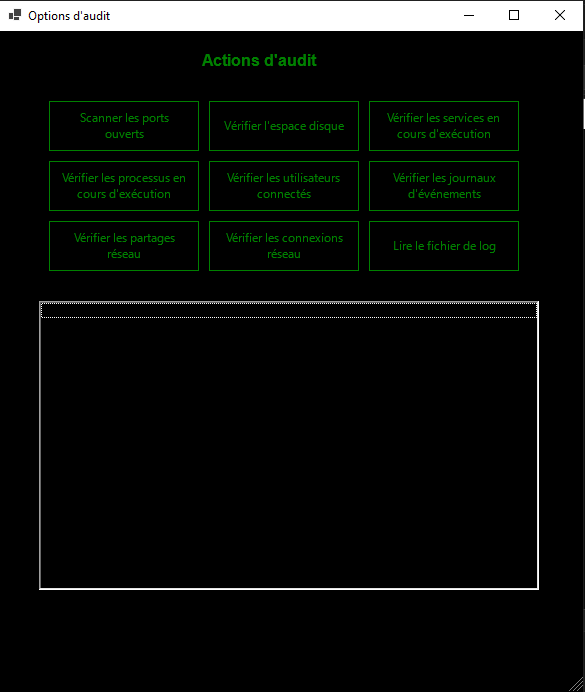 Options d'audit
Actions d'audit
Scanner les ports
ouverts
Vérifier l'espace disque
Vérifier les services en
cours d'exécution
Vérifier les processus en
cours d'exécution
Vérifier les utilisateurs
connectés
Vérifier les journaux
d'événements
Vérifier les partages
réseau
Vérifier les connexions
réseau
Lire le fichier de log